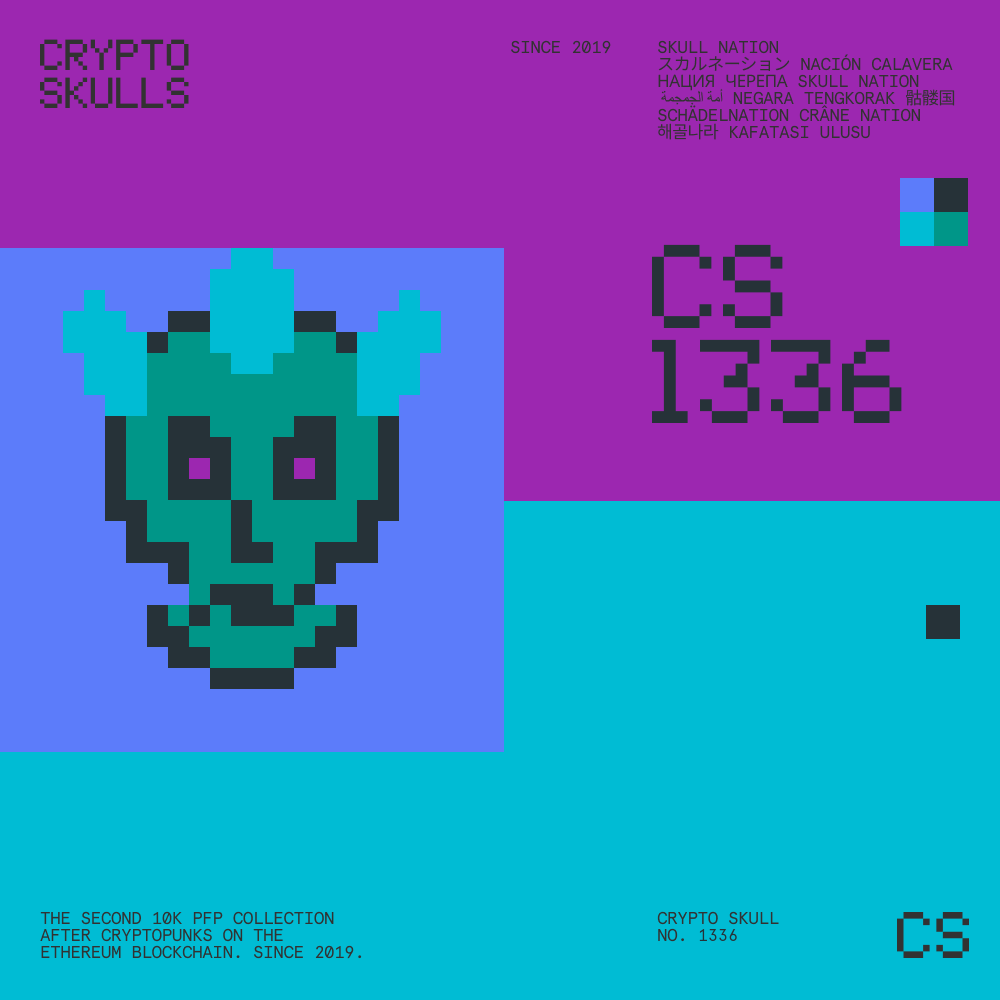 CRYPTO
SKULLS
SINCE 2019
SKULL NATION
スカルネーション NACIÓN CALAVERA
НАЦИЯ ЧЕРЕПА SKULL NATION
أمة الجمجمة NEGARA TENGKORAK 骷髅国
SCHÄDELNATION CRÂNE NATION
해골나라 KAFATASI ULUSU
CS
1336
THE SECOND 10K PFP COLLECTION
AFTER CRYPTOPUNKS ON THE
ETHEREUM BLOCKCHAIN. SINCE 2019.
CRYPTO SKULL
NO. 1336
CS